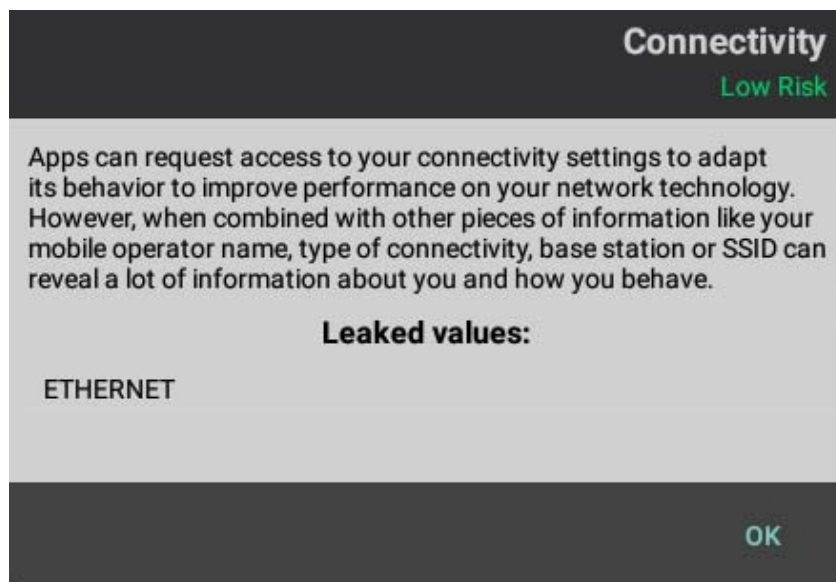 Connectivity
Low Risk
Apps can request access to your connectivity settings to adapt
its behavior to improve performance on your network technology.
However, when combined with other pieces of information like your
mobile operator name, type of connectivity, base station or SSID can
reveal a lot of information about you and how you behave.
Leaked values:
ETHERNET
OK